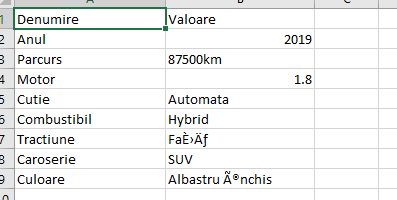 A B C
1 Denumire Valoare
2 Anul 2019
3 Parcurs 87500km
4 Motor 1.8
5 Cutie Automata
6 Combustibil Hybrid
7 Tractiune FaÈ›Äƒ
8 Caroserie SUV
9 Culoare Albastru Ã®nchis